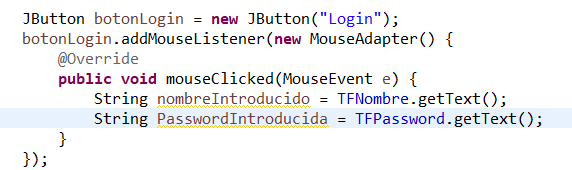 JButton botonLogin = new JButton("Login");
botonLogin.addMouseListener(new MouseAdapter() {
    @Override
    public void mouseClicked(MouseEvent e) {
        String nombreIntroducido = TFNombre.getText();
        String PasswordIntroducida = TFPassword.getText();
    }
});